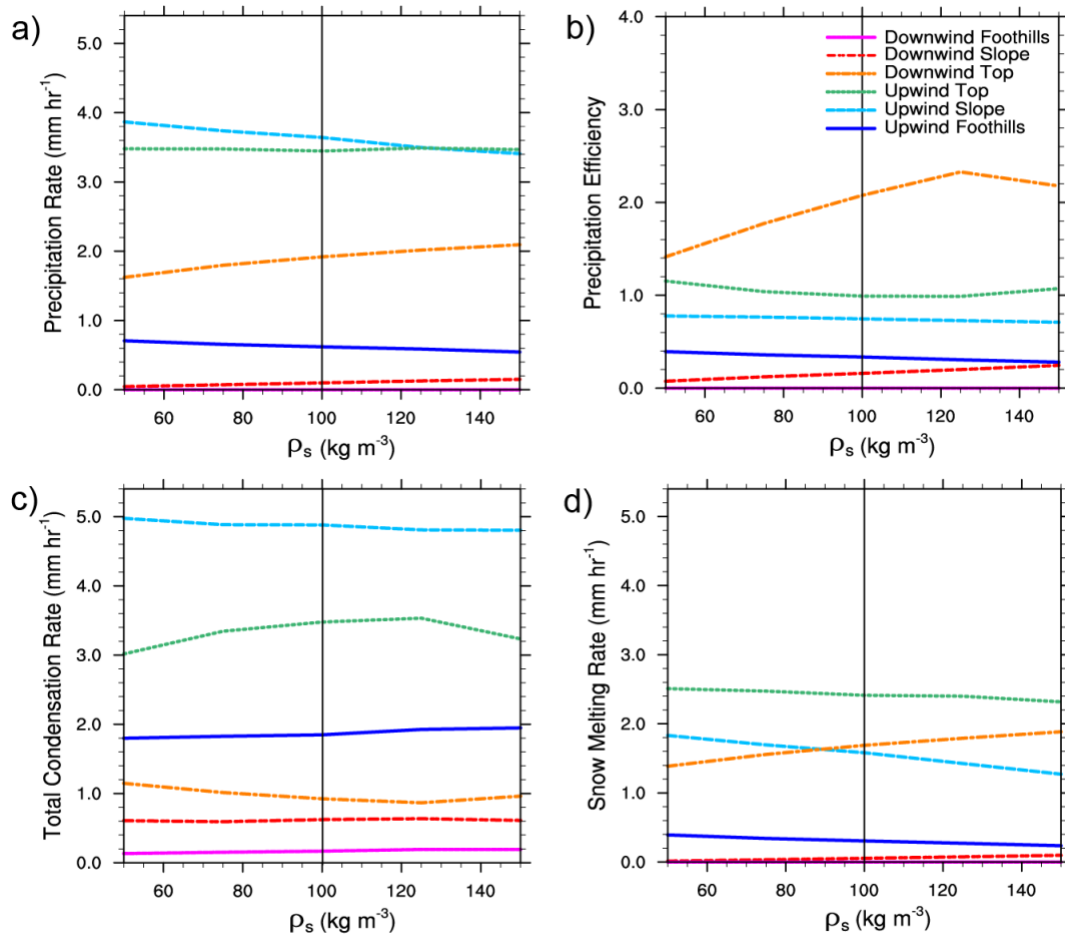 a)
5.0
4.0
3.0
2.0
1.0
0.0
Precipitation Rate (mm hr⁻¹)
60 80 100 120 140
ρₛ (kg m⁻³)
b)
4.0
3.0
2.0
1.0
0.0
Precipitation Efficiency
Downwind Foothills
Downwind Slope
Downwind Top
Upwind Top
Upwind Slope
Upwind Foothills
60 80 100 120 140
ρₛ (kg m⁻³)
c)
5.0
4.0
3.0
2.0
1.0
0.0
Total Condensation Rate (mm hr⁻¹)
60 80 100 120 140
ρₛ (kg m⁻³)
d)
5.0
4.0
3.0
2.0
1.0
0.0
Snow Melting Rate (mm hr⁻¹)
60 80 100 120 140
ρₛ (kg m⁻³)